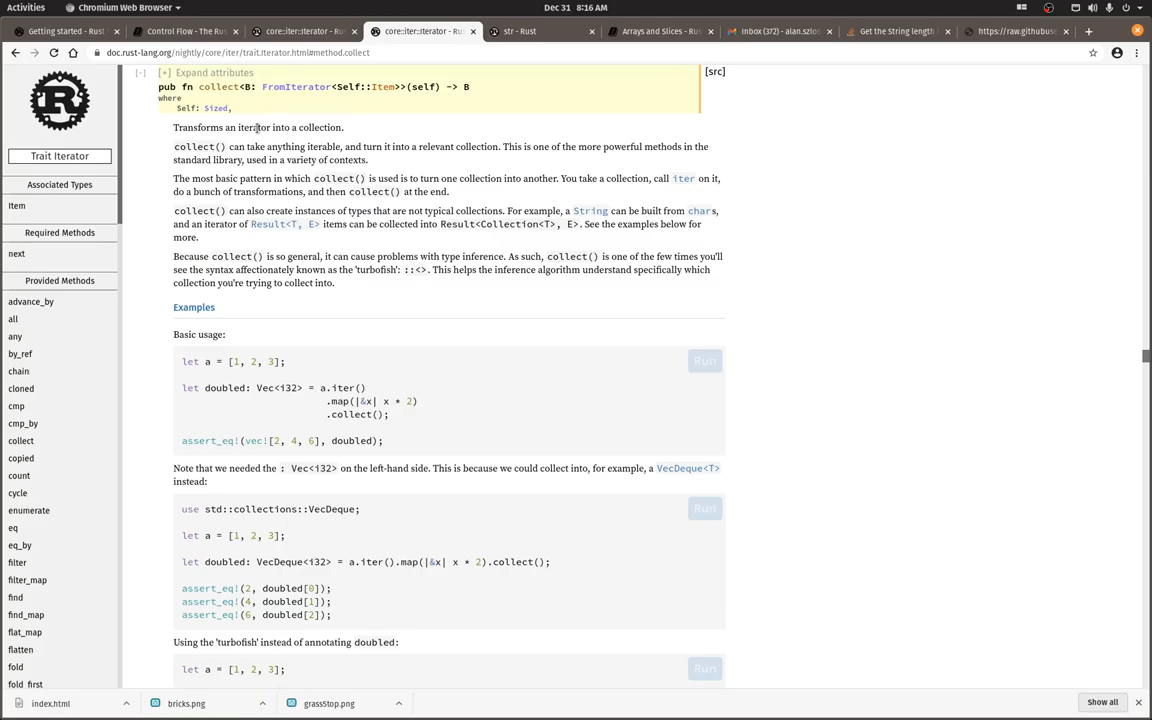 Activities
Chromium Web Browser
Dec 31 8:16 AM
Getting started - Rust
Control Flow - The Rus
core::iter::Iterator - Ru
core::iter::Iterator - Ru
str - Rust
Arrays and Slices - Rus
Inbox (372) - alan.szlos
Get the String length i
https://raw.githubuse
doc.rust-lang.org/nightly/core/iter/trait.Iterator.html#method.collect
Trait Iterator
Associated Types
Item
Required Methods
next
Provided Methods
advance_by
all
any
by_ref
chain
cloned
cmp
cmp_by
collect
copied
count
cycle
enumerate
eq
eq_by
filter
filter_map
find
find_map
flat_map
flatten
fold
fold_first
[-]
[+] Expand attributes
[src]
pub fn collect<B: FromIterator<Self::Item>>(self) -> B
where
Self: Sized,
Transforms an iterator into a collection.
collect() can take anything iterable, and turn it into a relevant collection. This is one of the more powerful methods in the
standard library, used in a variety of contexts.
The most basic pattern in which collect() is used is to turn one collection into another. You take a collection, call iter on it,
do a bunch of transformations, and then collect() at the end.
collect() can also create instances of types that are not typical collections. For example, a String can be built from chars,
and an iterator of Result<T, E> items can be collected into Result<Collection<T>, E>. See the examples below for
more.
Because collect() is so general, it can cause problems with type inference. As such, collect() is one of the few times you'll
see the syntax affectionately known as the 'turbofish': ::<>. This helps the inference algorithm understand specifically which
collection you're trying to collect into.
Examples
Basic usage:
Run
let a = [1, 2, 3];
let doubled: Vec<i32> = a.iter()
.map(|&x| x * 2)
.collect();
assert_eq!(vec![2, 4, 6], doubled);
Note that we needed the : Vec<i32> on the left-hand side. This is because we could collect into, for example, a VecDeque<T>
instead:
Run
use std::collections::VecDeque;
let a = [1, 2, 3];
let doubled: VecDeque<i32> = a.iter().map(|&x| x * 2).collect();
assert_eq!(2, doubled[0]);
assert_eq!(4, doubled[1]);
assert_eq!(6, doubled[2]);
Using the 'turbofish' instead of annotating doubled:
Run
let a = [1, 2, 3];
index.html
bricks.png
grassTop.png
Show all